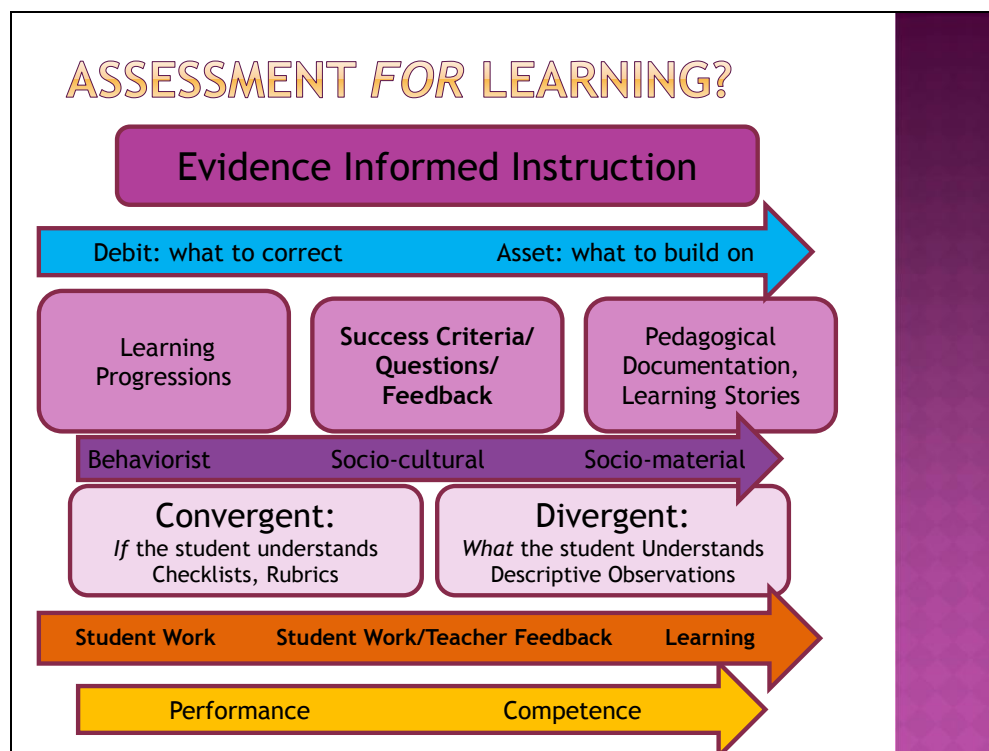 ASSESSMENT FOR LEARNING?
Evidence Informed Instruction
Debit: what to correct Asset: what to build on
Learning
Progressions
Success Criteria/
Questions/
Feedback
Pedagogical
Documentation,
Learning Stories
Behaviorist Socio-cultural Socio-material
Convergent:
If the student understands
Checklists, Rubrics
Divergent:
What the student Understands
Descriptive Observations
Student Work Student Work/Teacher Feedback Learning
Performance Competence